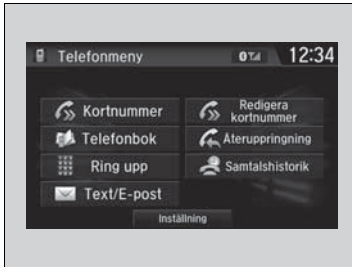 Telefonmeny 12:34
Kortnummer
Redigera
kortnummer
Telefonbok
Återuppringning
Ring upp
Samtalshistorik
Text/E-post
Inställning